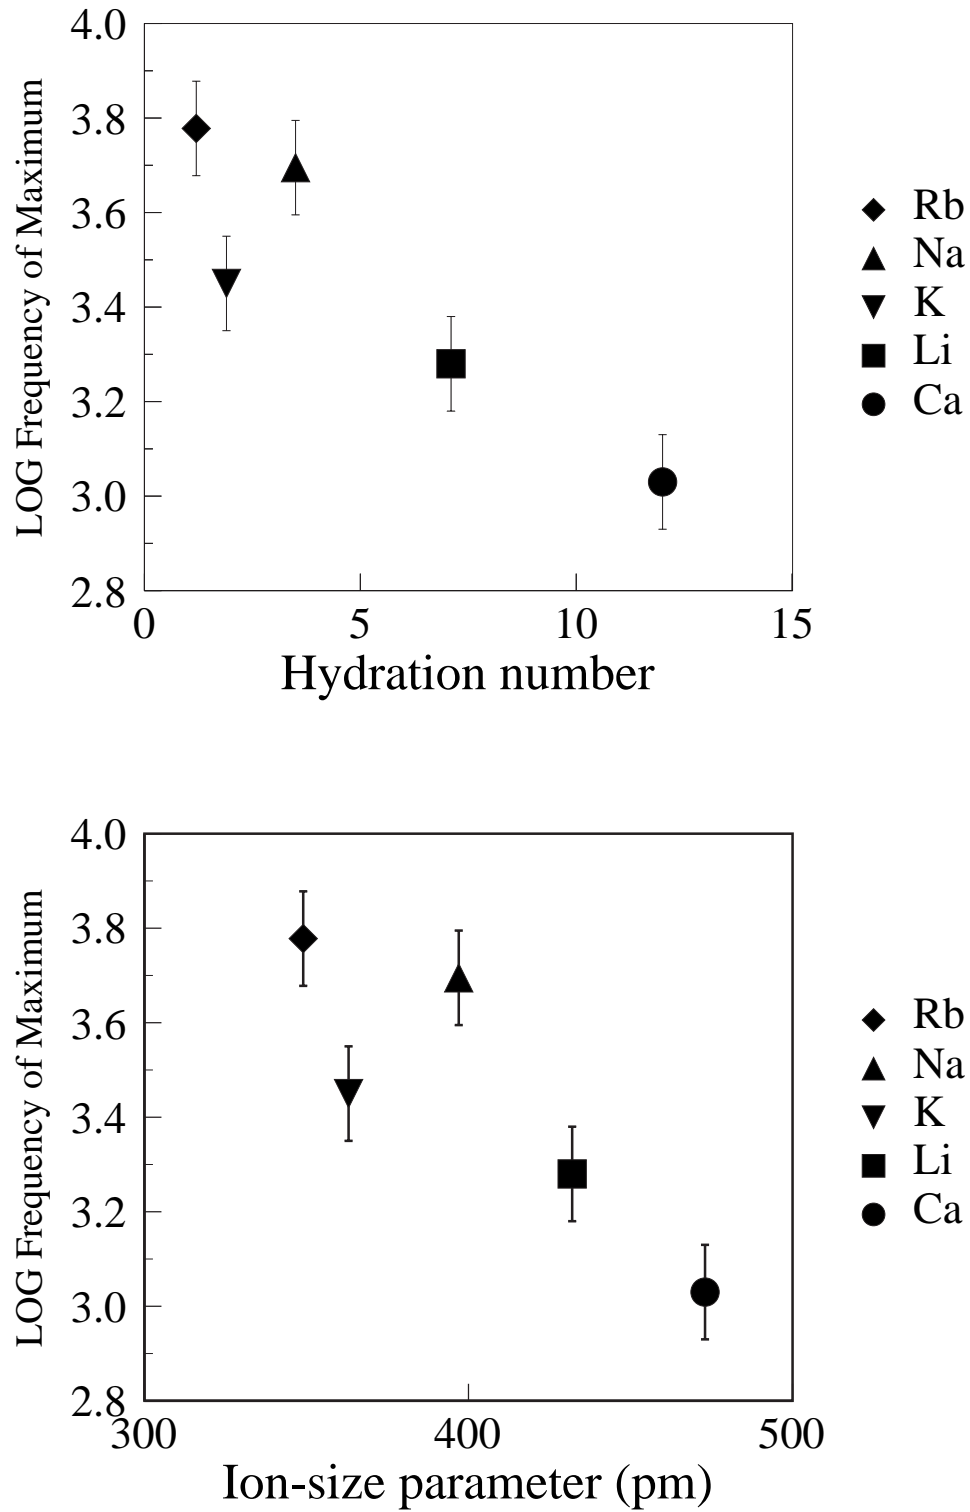 4.0
3.8
3.6
3.4
3.2
3.0
2.8
LOG Frequency of Maximum
0 5 10 15
Hydration number
Rb
Na
K
Li
Ca
4.0
3.8
3.6
3.4
3.2
3.0
2.8
LOG Frequency of Maximum
300 400 500
Ion-size parameter (pm)
Rb
Na
K
Li
Ca